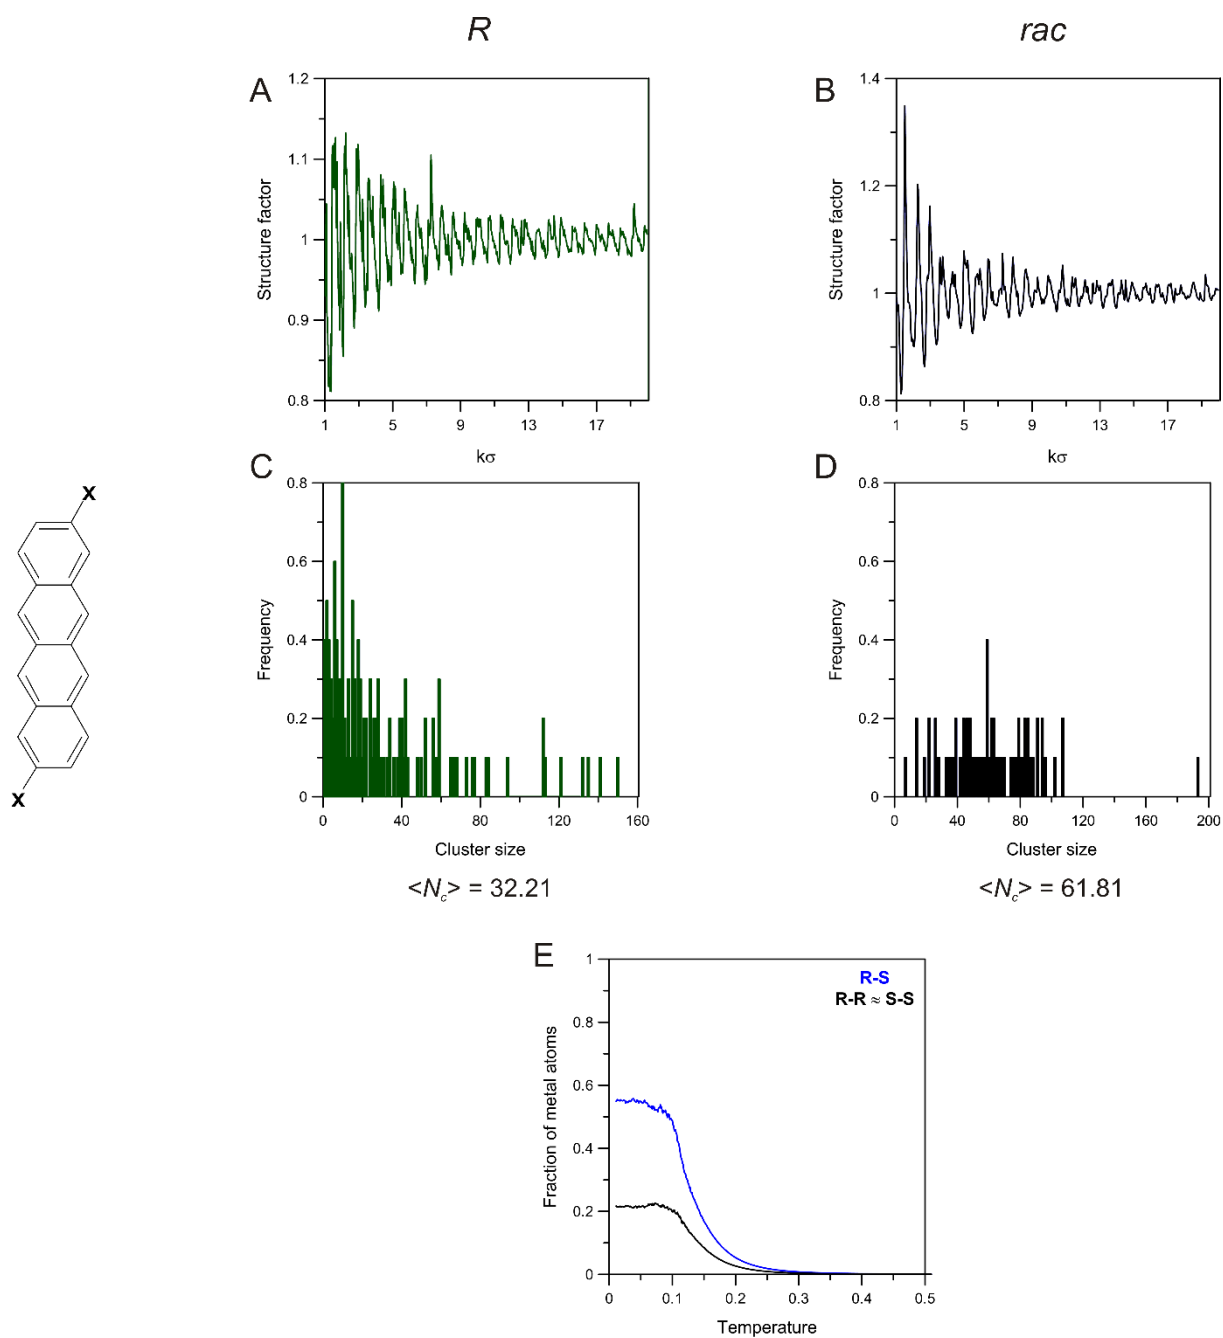 R
rac
A
1.2
1.1
1
0.9
0.8
Structure factor
1
5
9
13
17
kσ
B
1.4
1.2
1
0.8
Structure factor
1
5
9
13
17
kσ
X
X
C
0.8
0.6
0.4
0.2
0
Frequency
0
40
80
120
160
Cluster size
<Nc> = 32.21
D
0.8
0.6
0.4
0.2
0
Frequency
0
40
80
120
160
200
Cluster size
<Nc> = 61.81
E
1
0.8
0.6
0.4
0.2
0
Fraction of metal atoms
R-S
R-R ≈ S-S
0
0.1
0.2
0.3
0.4
0.5
Temperature